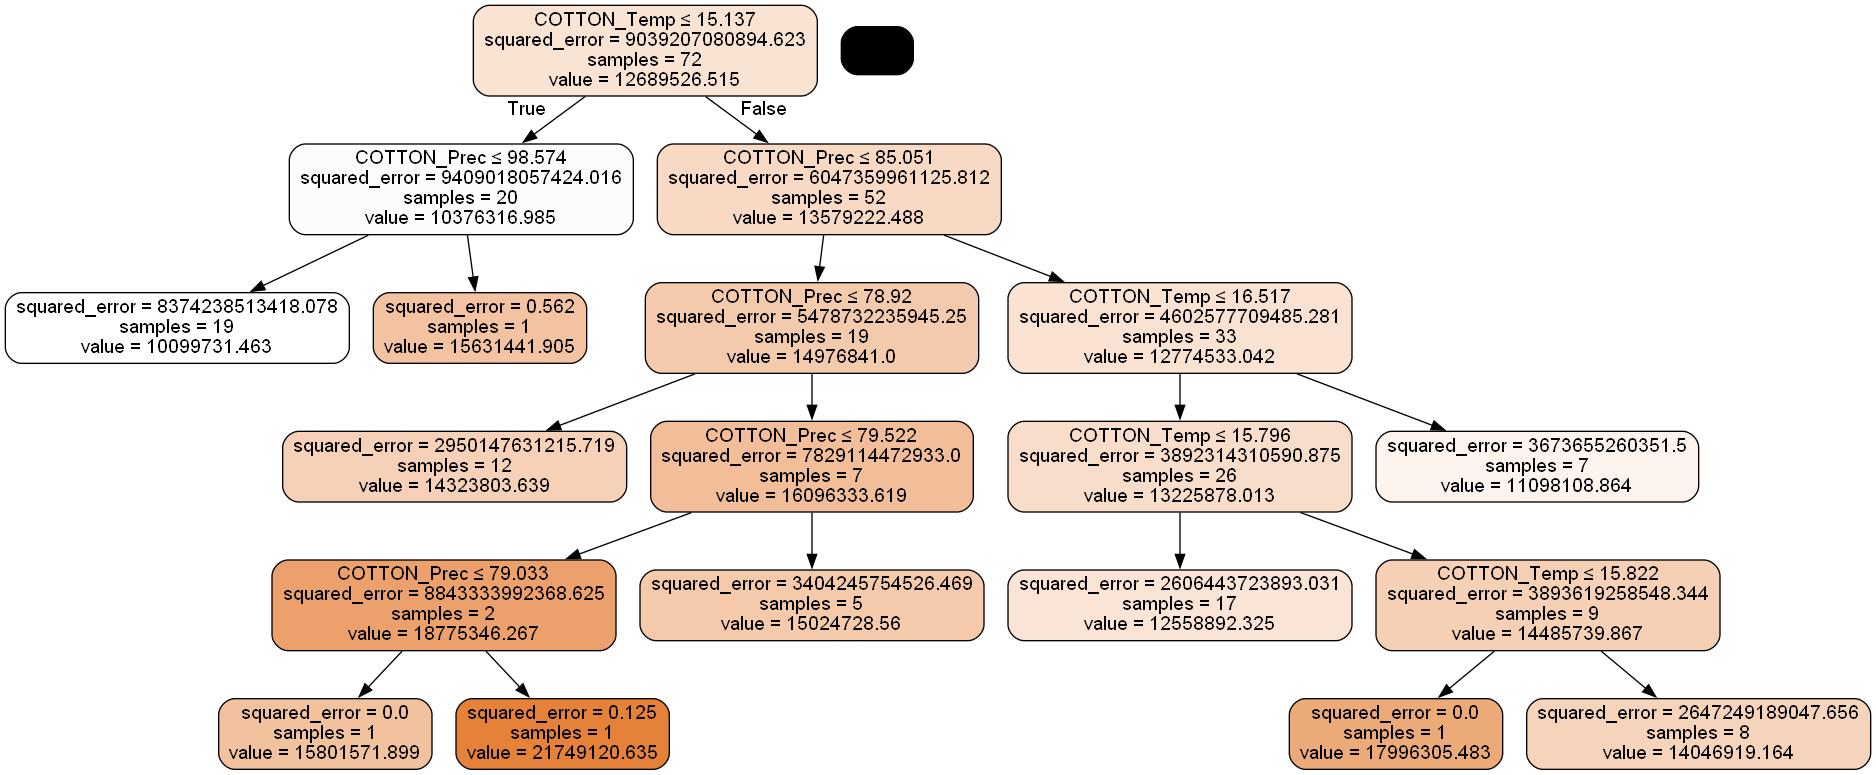 COTTON_Temp ≤ 15.137
squared_error = 9039207080894.623
samples = 72
value = 12689526.515
True
False
COTTON_Prec ≤ 98.574
squared_error = 9409018057424.016
samples = 20
value = 10376316.985
COTTON_Prec ≤ 85.051
squared_error = 6047359961125.812
samples = 52
value = 13579222.488
squared_error = 8374238513418.078
samples = 19
value = 10099731.463
squared_error = 0.562
samples = 1
value = 15631441.905
COTTON_Prec ≤ 78.92
squared_error = 5478732235945.25
samples = 19
value = 14976841.0
COTTON_Temp ≤ 16.517
squared_error = 4602577709485.281
samples = 33
value = 12774533.042
squared_error = 2950147631215.719
samples = 12
value = 14323803.639
COTTON_Prec ≤ 79.522
squared_error = 7829114472933.0
samples = 7
value = 16096333.619
COTTON_Temp ≤ 15.796
squared_error = 3892314310590.875
samples = 26
value = 13225878.013
squared_error = 3673655260351.5
samples = 7
value = 11098108.864
COTTON_Prec ≤ 79.033
squared_error = 8843333992368.625
samples = 2
value = 18775346.267
squared_error = 3404245754526.469
samples = 5
value = 15024728.56
squared_error = 2606443723893.031
samples = 17
value = 12558892.325
COTTON_Temp ≤ 15.822
squared_error = 3893619258548.344
samples = 9
value = 14485739.867
squared_error = 0.0
samples = 1
value = 15801571.899
squared_error = 0.125
samples = 1
value = 21749120.635
squared_error = 0.0
samples = 1
value = 17996305.483
squared_error = 2647249189047.656
samples = 8
value = 14046919.164